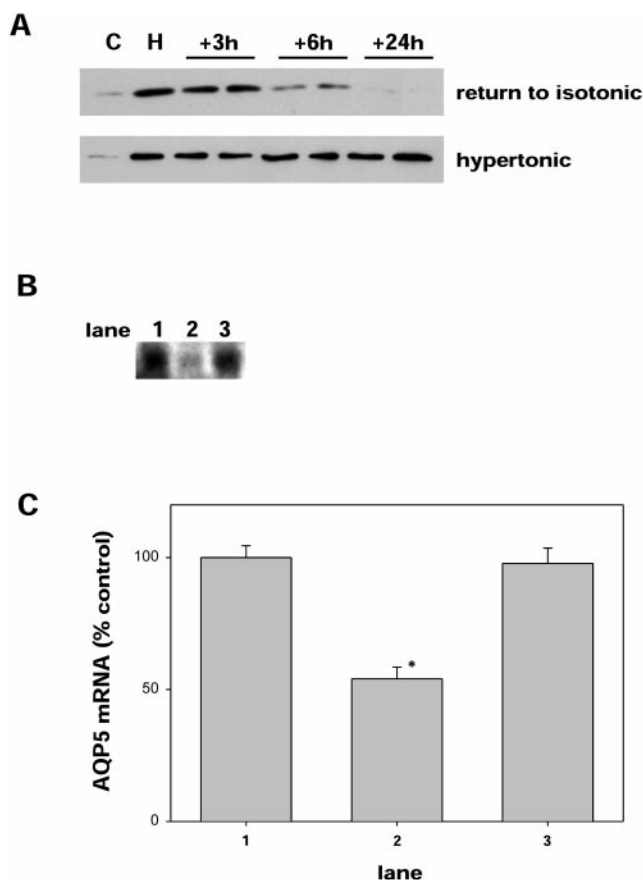 A
C H +3h +6h +24h
return to isotonic
hypertonic
B
lane 1 2 3
C
AQP5 mRNA (% control)
100
50
0
*
1 2 3
lane